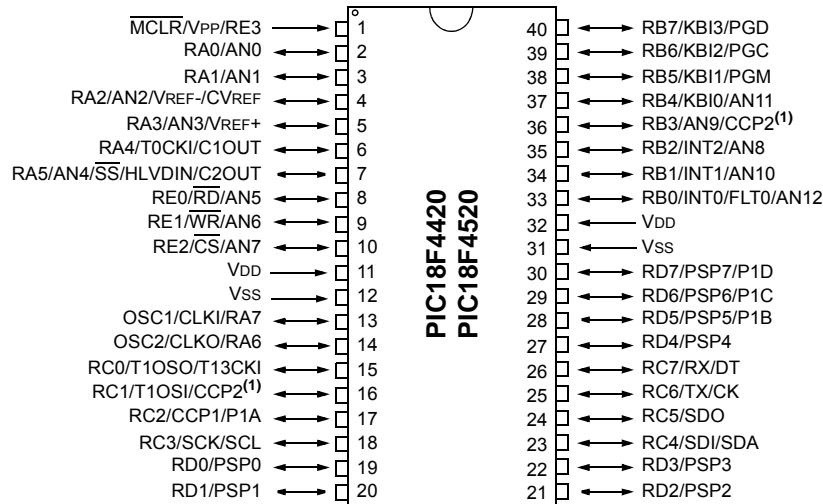 MCLR/VPP/RE3 1 40 RB7/KBI3/PGD
RA0/AN0 2 39 RB6/KBI2/PGC
RA1/AN1 3 38 RB5/KBI1/PGM
RA2/AN2/VREF-/CVREF 4 37 RB4/KBI0/AN11
RA3/AN3/VREF+ 5 36 RB3/AN9/CCP2(1)
RA4/T0CKI/C1OUT 6 35 RB2/INT2/AN8
RA5/AN4/SS/HLVDIN/C2OUT 7 34 RB1/INT1/AN10
RE0/RD/AN5 8 33 RB0/INT0/FLT0/AN12
RE1/WR/AN6 9 32 VDD
RE2/CS/AN7 10 31 VSS
VDD 11 30 RD7/PSP7/P1D
VSS 12 29 RD6/PSP6/P1C
OSC1/CLKI/RA7 13 28 RD5/PSP5/P1B
OSC2/CLKO/RA6 14 27 RD4/PSP4
RC0/T1OSO/T13CKI 15 26 RC7/RX/DT
RC1/T1OSI/CCP2(1) 16 25 RC6/TX/CK
RC2/CCP1/P1A 17 24 RC5/SDO
RC3/SCK/SCL 18 23 RC4/SDI/SDA
RD0/PSP0 19 22 RD3/PSP3
RD1/PSP1 20 21 RD2/PSP2
PIC18F4420
PIC18F4520